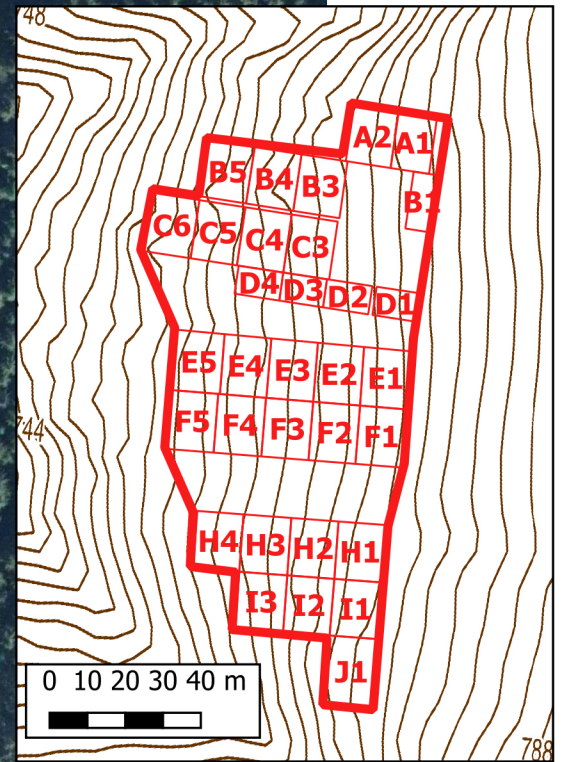 48
A2 A1
B5 B4 B3 B1
C6 C5 C4 C3
D4 D3 D2 D1
E5 E4 E3 E2 E1
F5 F4 F3 F2 F1
744
H4 H3 H2 H1
I3 I2 I1
J1
0 10 20 30 40 m
788